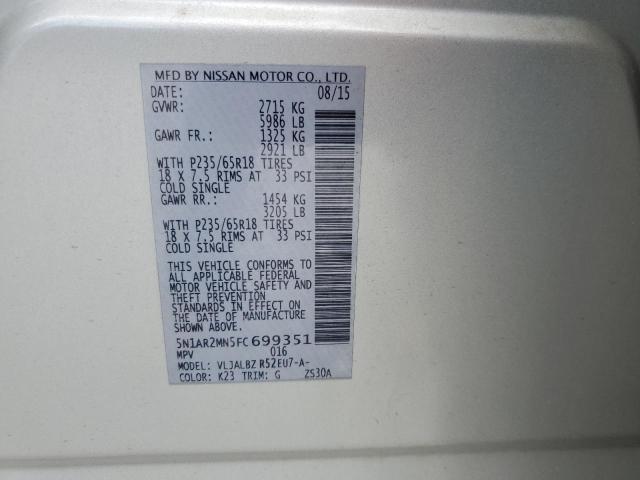 MFD BY NISSAN MOTOR CO., LTD.
DATE: 08/15
GVWR: 2715 KG
5986 LB
GAWR FR.: 1325 KG
2921 LB
WITH P235/65R18 TIRES
18 X 7.5 RIMS AT 33 PSI
COLD SINGLE
GAWR RR.: 1454 KG
3205 LB
WITH P235/65R18 TIRES
18 X 7.5 RIMS AT 33 PSI
COLD SINGLE
THIS VEHICLE CONFORMS TO
ALL APPLICABLE FEDERAL
MOTOR VEHICLE SAFETY AND
THEFT PREVENTION
STANDARDS IN EFFECT ON
THE DATE OF MANUFACTURE
SHOWN ABOVE.
5N1AR2MN5FC699351
MPV 016
MODEL: VLJALBZ R52EU7-A-
COLOR: K23 TRIM: G ZS30A